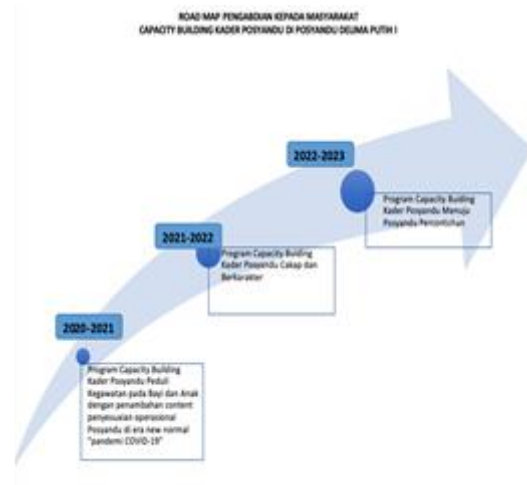 ROAD MAP PENGABDIAN KEPADA MASYARAKAT
CAPACITY BUILDING KADER POSYANDU DI POSYANDU DELIMA PUTIH I
2022-2023
Program Capacity Buiding
Kader Posyandu Menuju
Posyandu Percontohan
2021-2022
Program Capacity Building
Kader Posyandu Cakap dan
Berkarakter
2020-2021
Program Capacity Building
Kader Posyandu Peduli
Kegawatan pada Bayi dan Anak
dengan penambahan content
penyesuaian operasional
Posyandu di era new normal
"pandemi COVID-19"